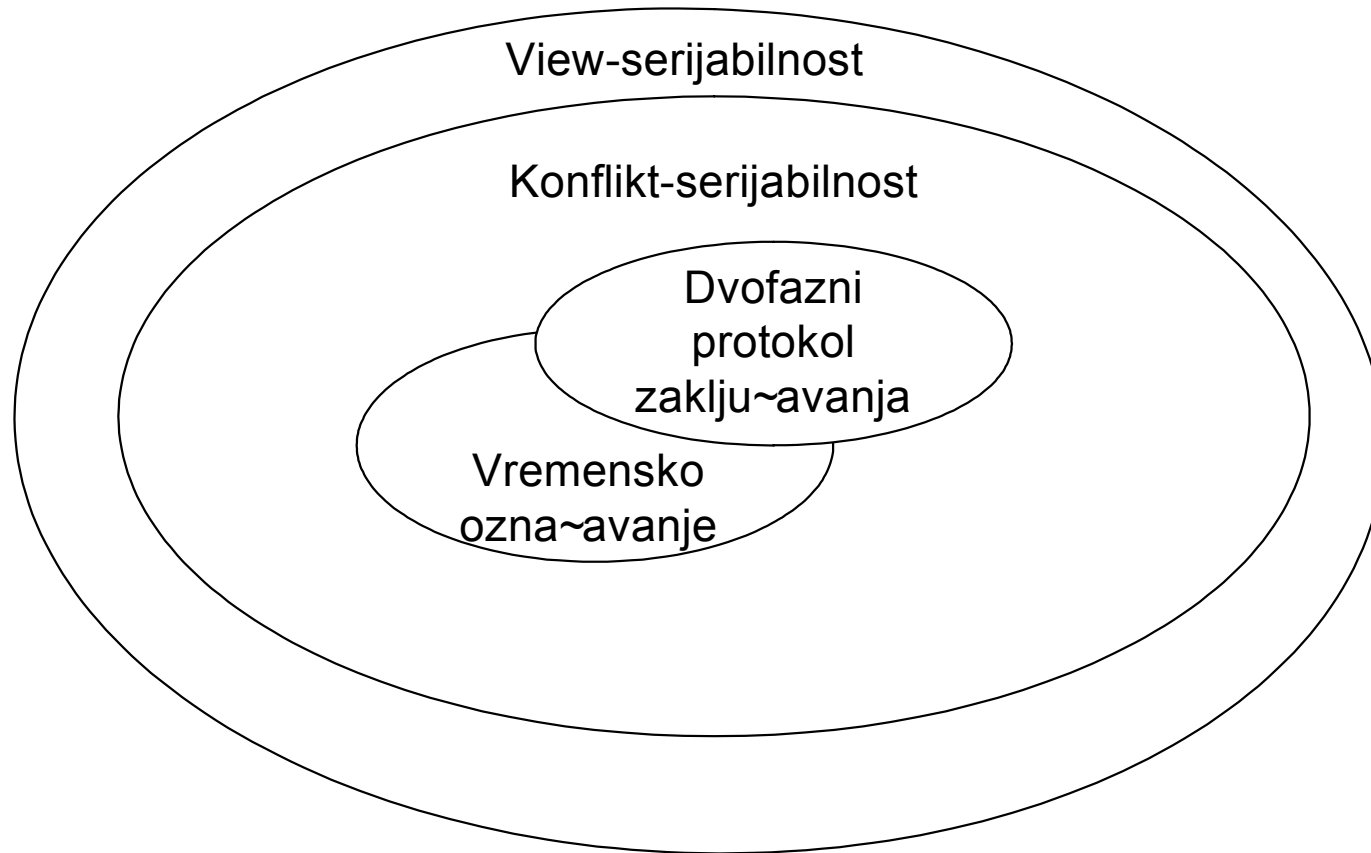 View-serijabilnost
Konflikt-serijabilnost
Dvofazni
protokol
zaklju~avanja
Vremensko
ozna~avanje